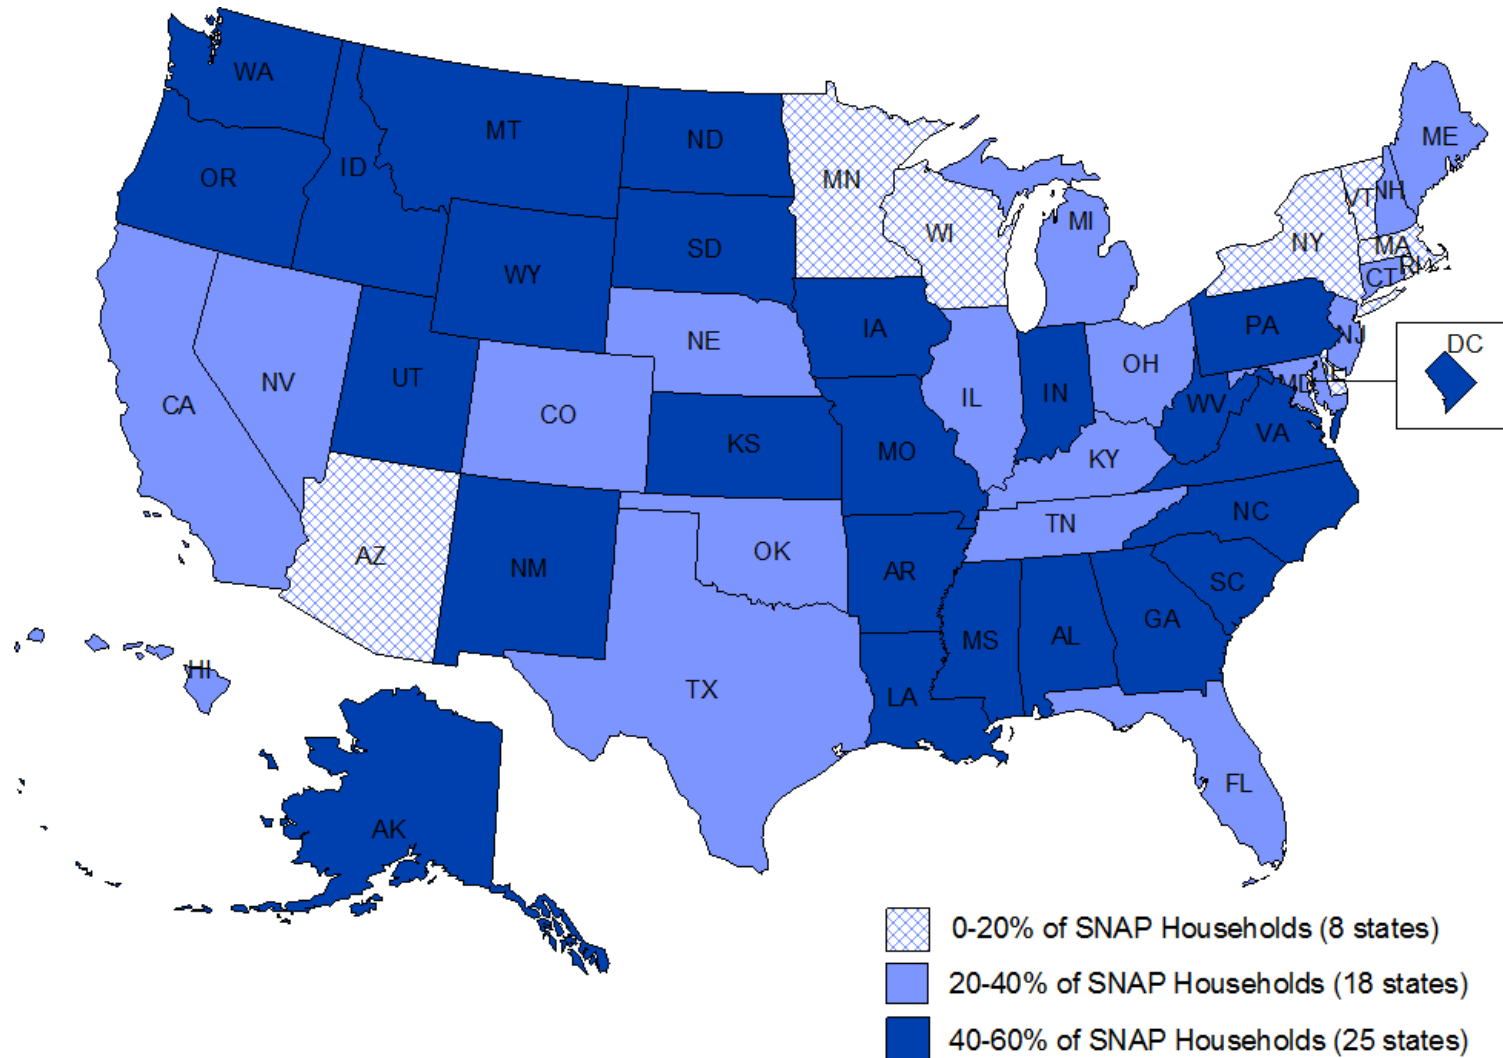 WA
MT
ND
ME
OR
ID
MN
VT
NH
MI
WI
NY
MA
SD
WY
CT
RI
IA
PA
NE
NJ
DC
UT
NV
OH
CA
CO
IL
IN
MD
DE
WV
KS
MO
VA
KY
NC
TN
AZ
NM
OK
AR
SC
GA
MS
AL
HI
TX
LA
FL
AK
0-20% of SNAP Households (8 states)
20-40% of SNAP Households (18 states)
40-60% of SNAP Households (25 states)